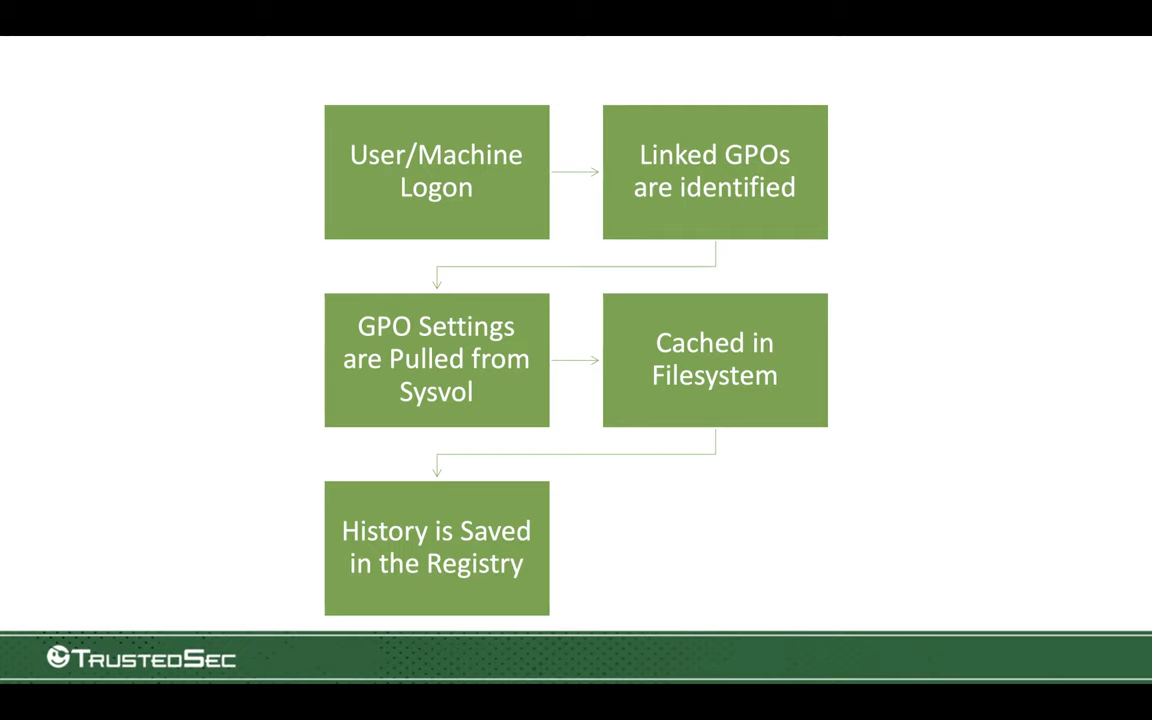 User/Machine
Logon
Linked GPOs
are identified
GPO Settings
are Pulled from
Sysvol
Cached in
Filesystem
History is Saved
in the Registry
TRUSTEDSEC